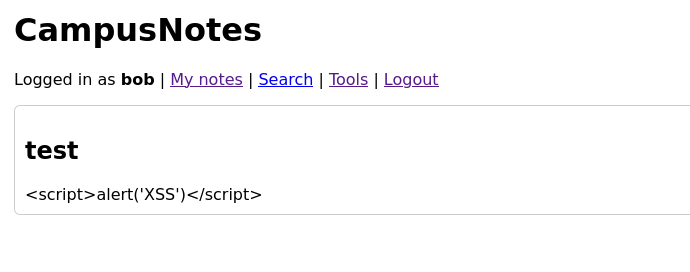 CampusNotes
Logged in as bob | My notes | Search | Tools | Logout
test
<script>alert('XSS')</script>